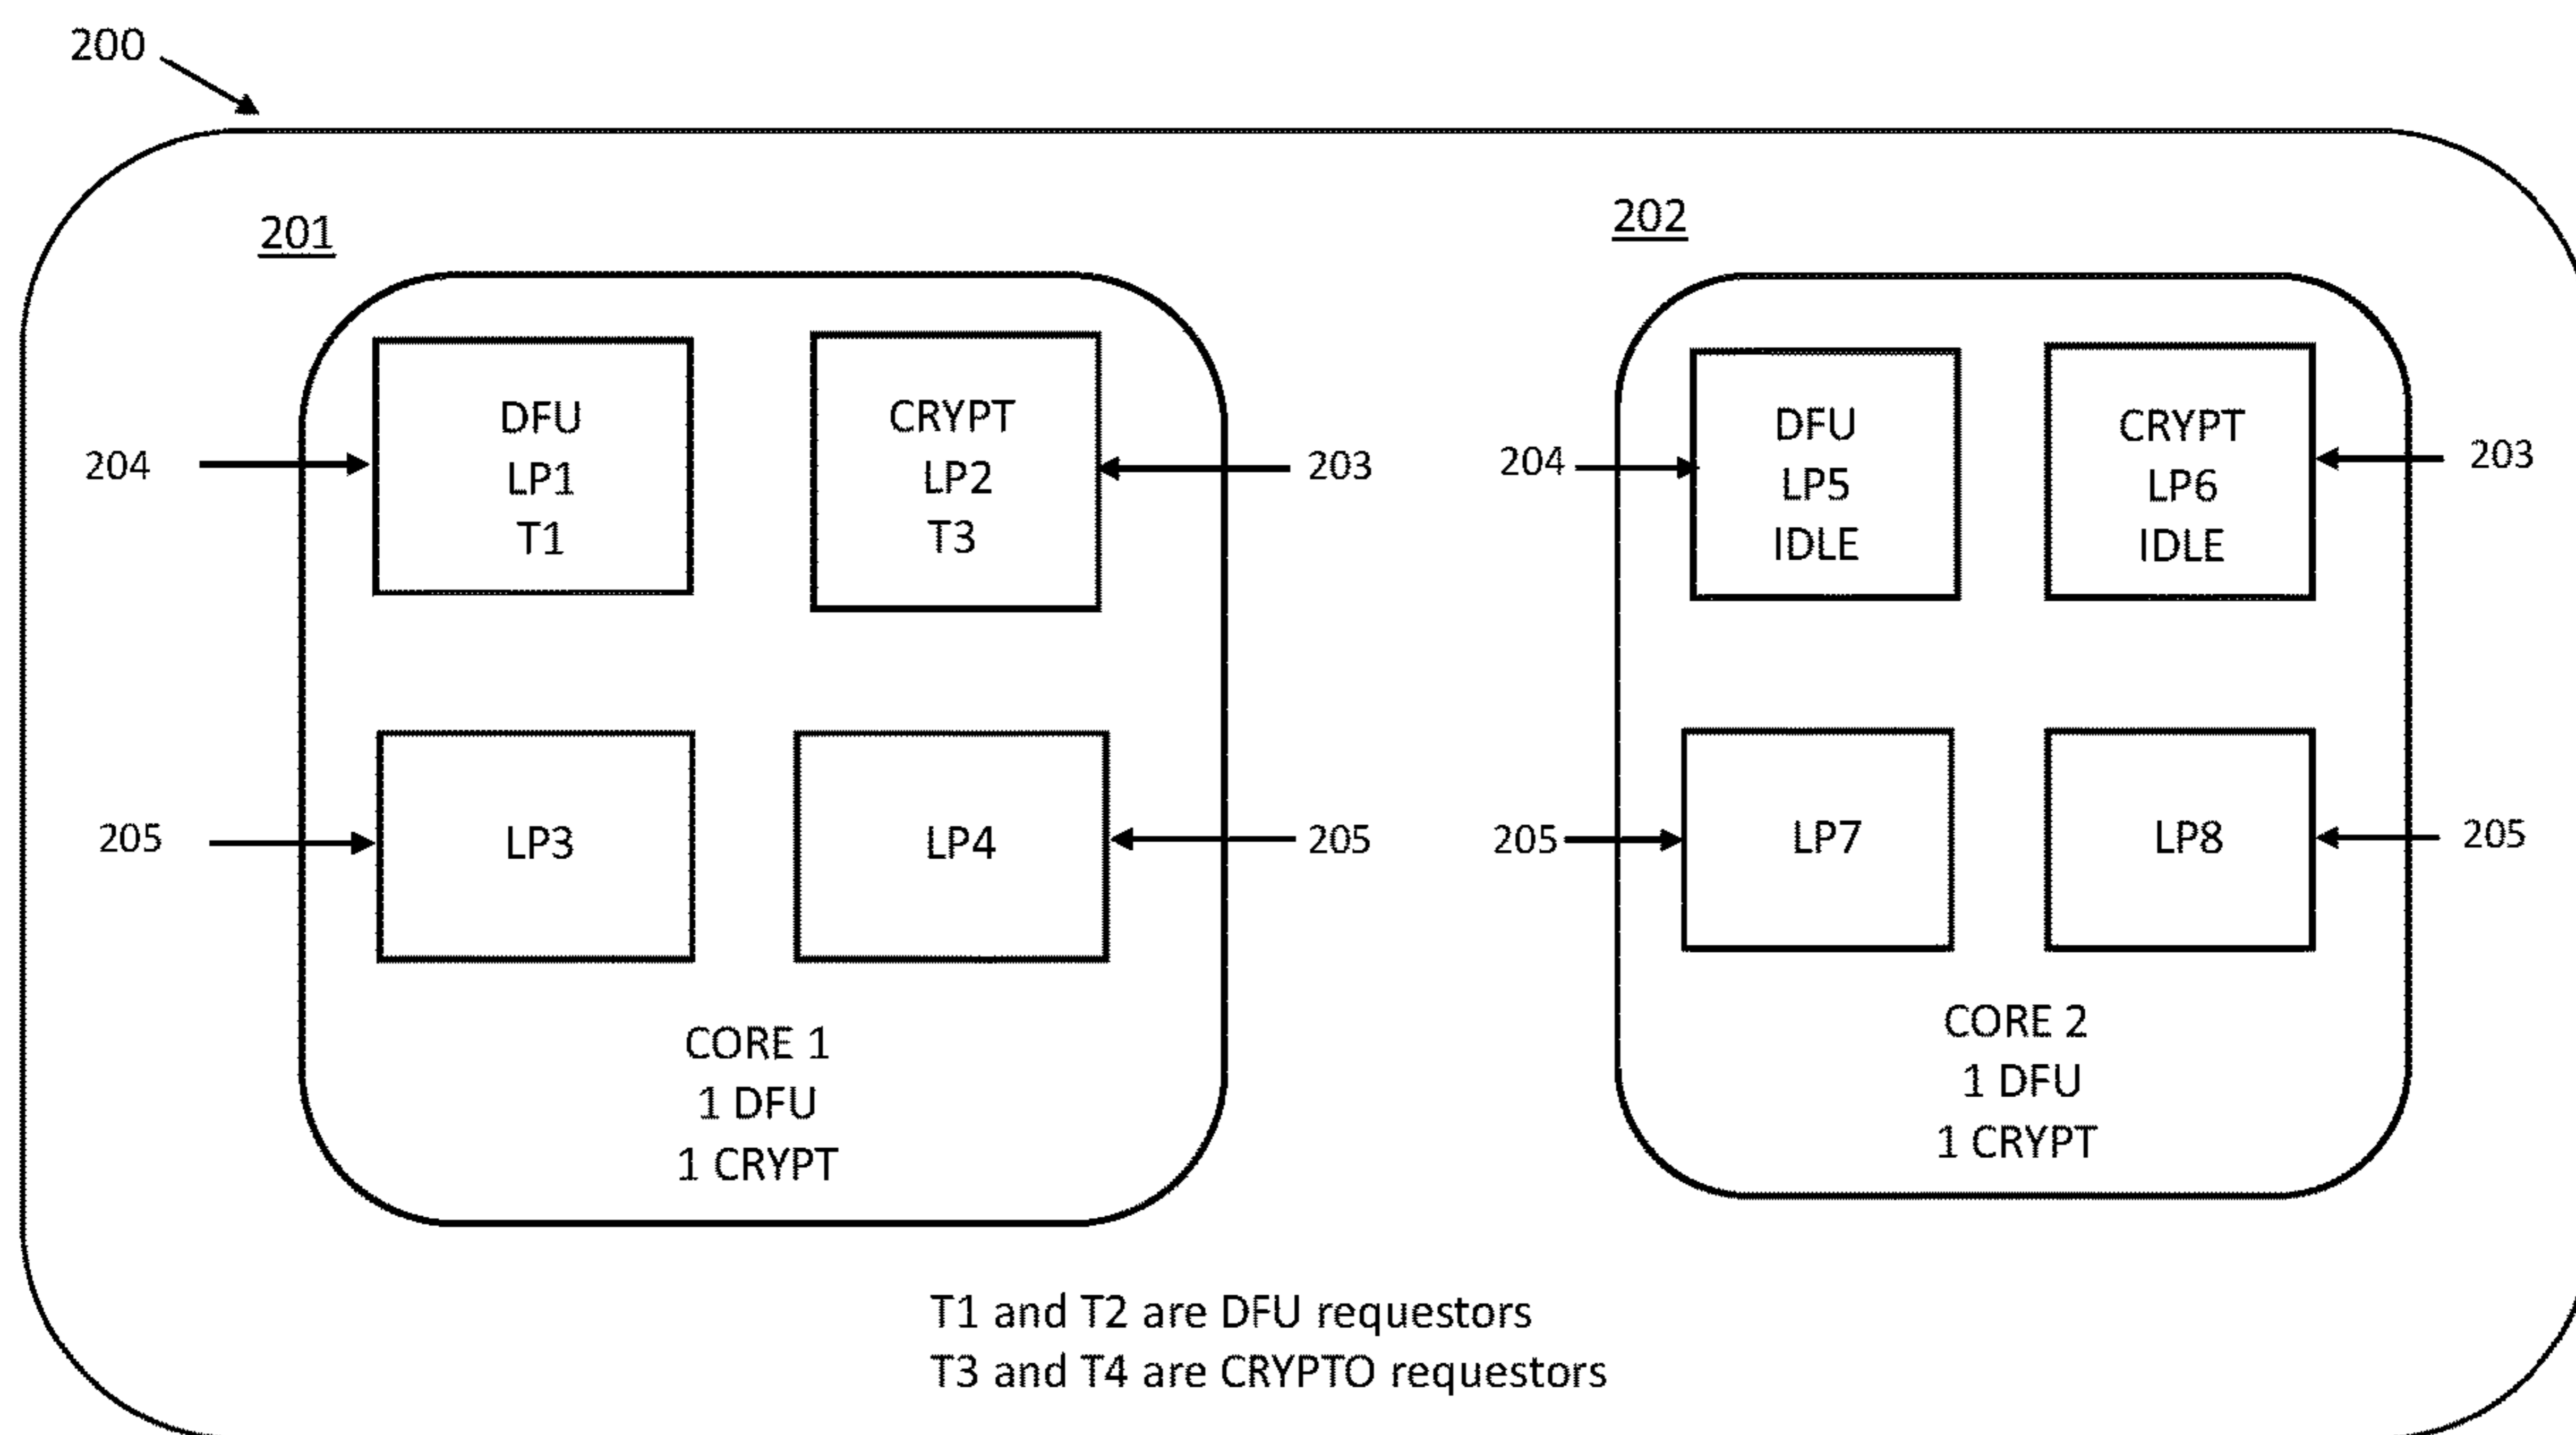 200
201
202
DFU
LP1
T1
CRYPT
LP2
T3
204
203
DFU
LP5
IDLE
CRYPT
LP6
IDLE
204
203
LP3
LP4
205
205
LP7
LP8
205
205
CORE 1
1 DFU
1 CRYPT
CORE 2
1 DFU
1 CRYPT
T1 and T2 are DFU requestors
T3 and T4 are CRYPTO requestors